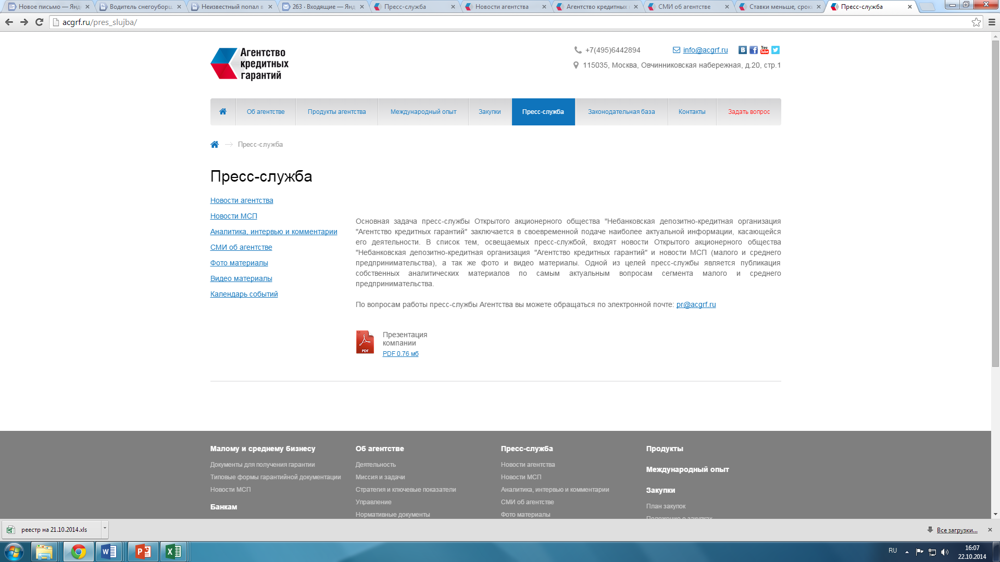 Новое письмо — Янд
Водитель снегоуборщ
Неизвестный попал в
263 · Входящие — Янд
Пресс-служба
Новости агентства
Агентство кредитных
СМИ об агентстве
Ставки меньше, сроки
Пресс-служба
acgrf.ru/pres_slujba/
Агентство
кредитных
гарантий
+7(495)6442894
info@acgrf.ru
115035, Москва, Овчинниковская набережная, д.20, стр.1
Об агентстве
Продукты агентства
Международный опыт
Закупки
Пресс-служба
Законодательная база
Контакты
Задать вопрос
Пресс-служба
Пресс-служба
Новости агентства
Новости МСП
Аналитика, интервью и комментарии
СМИ об агентстве
Фото материалы
Видео материалы
Календарь событий
Основная задача пресс-службы Открытого акционерного общества "Небанковская депозитно-кредитная организация
"Агентство кредитных гарантий" заключается в своевременной подаче наиболее актуальной информации, касающейся
его деятельности. В список тем, освещаемых пресс-службой, входят новости Открытого акционерного общества
"Небанковская депозитно-кредитная организация "Агентство кредитных гарантий" и новости МСП (малого и среднего
предпринимательства), а так же фото и видео материалы. Одной из целей пресс-службы является публикация
собственных аналитических материалов по самым актуальным вопросам сегмента малого и среднего
предпринимательства.
По вопросам работы пресс-службы Агентства вы можете обращаться по электронной почте: pr@acgrf.ru
PDF
Презентация
компании
PDF 0.76 мб
Малому и среднему бизнесу
Документы для получения гарантии
Типовые формы гарантийной документации
Новости МСП
Банкам
Об агентстве
Деятельность
Миссия и задачи
Стратегия и ключевые показатели
Управление
Нормативные документы
Пресс-служба
Новости агентства
Новости МСП
Аналитика, интервью и комментарии
СМИ об агентстве
Фото материалы
Продукты
Международный опыт
Закупки
План закупок
Положение о закупках
реестр на 21.10.2014.xls
Все загрузки...
RU
16:07
22.10.2014